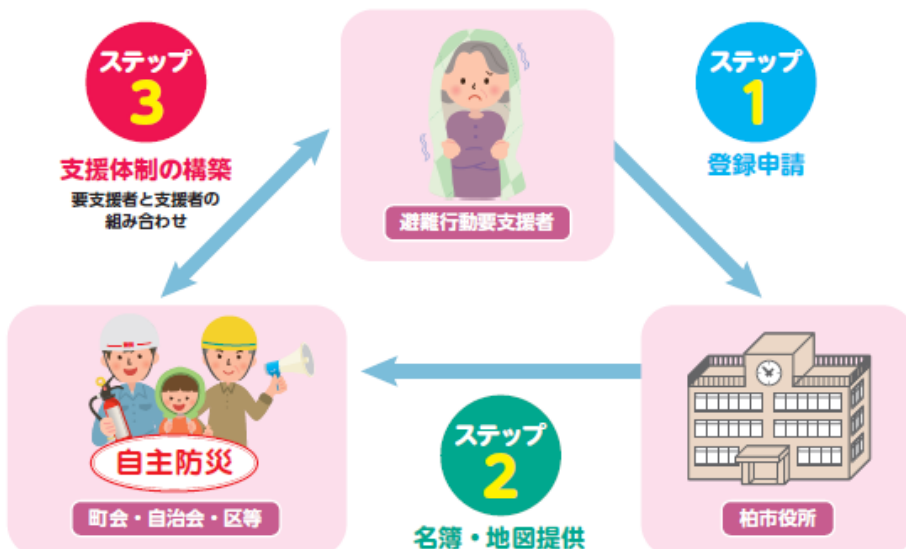 ステップ
3
支援体制の構築
要支援者と支援者の
組み合わせ
避難行動要支援者
ステップ
1
登録申請
自主防災
町会・自治会・区等
ステップ
2
名簿・地図提供
柏市役所